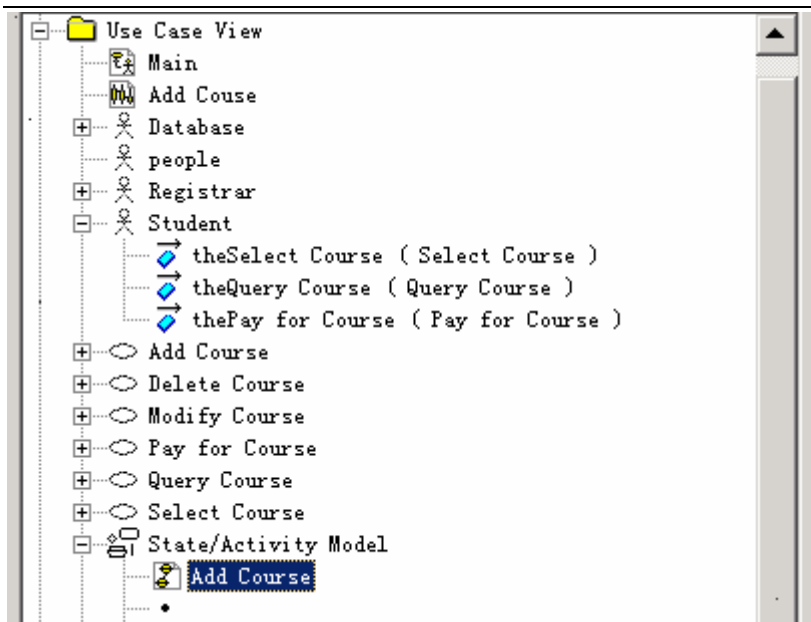 Use Case View
Main
Add Couse
Database
people
Registrar
Student
theSelect Course ( Select Course )
theQuery Course ( Query Course )
thePay for Course ( Pay for Course )
Add Course
Delete Course
Modify Course
Pay for Course
Query Course
Select Course
State/Activity Model
Add Course